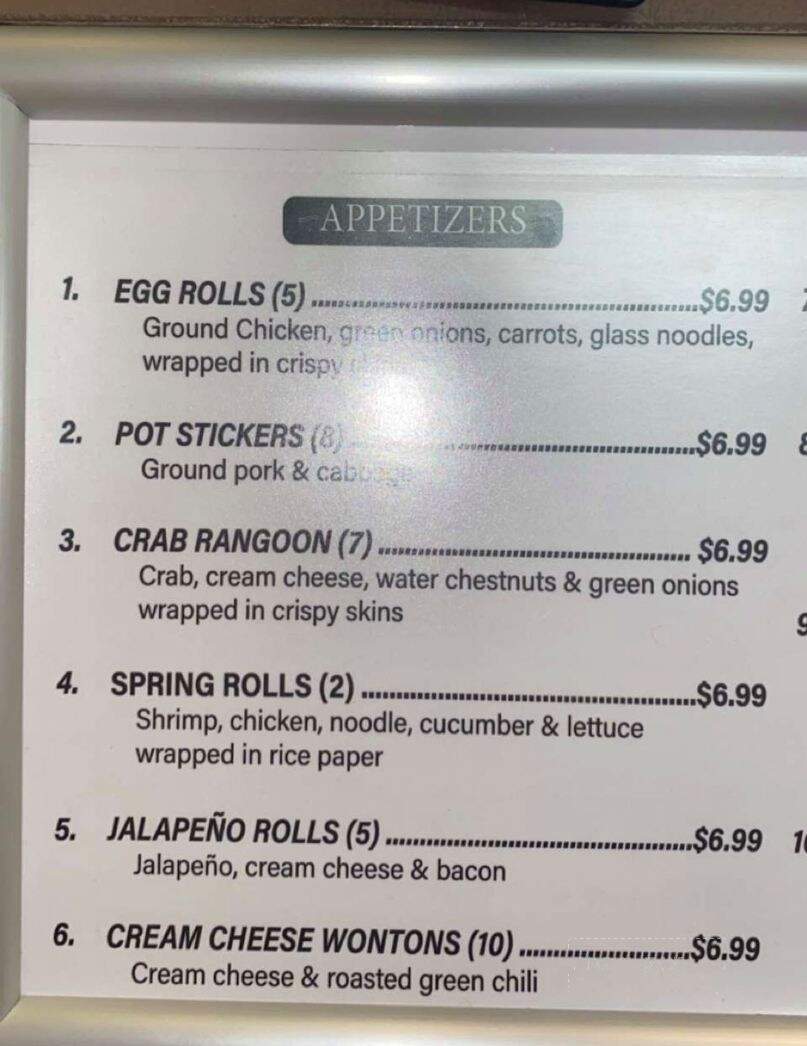 APPETIZERS
1. EGG ROLLS (5) ........................ $6.99
Ground Chicken, green onions, carrots, glass noodles,
wrapped in crispy
2. POT STICKERS (8) ........................ $6.99
Ground pork & cabbage
3. CRAB RANGOON (7) ........................ $6.99
Crab, cream cheese, water chestnuts & green onions
wrapped in crispy skins
4. SPRING ROLLS (2) ........................ $6.99
Shrimp, chicken, noodle, cucumber & lettuce
wrapped in rice paper
5. JALAPEÑO ROLLS (5) ........................ $6.99
Jalapeño, cream cheese & bacon
6. CREAM CHEESE WONTONS (10) ........................ $6.99
Cream cheese & roasted green chili